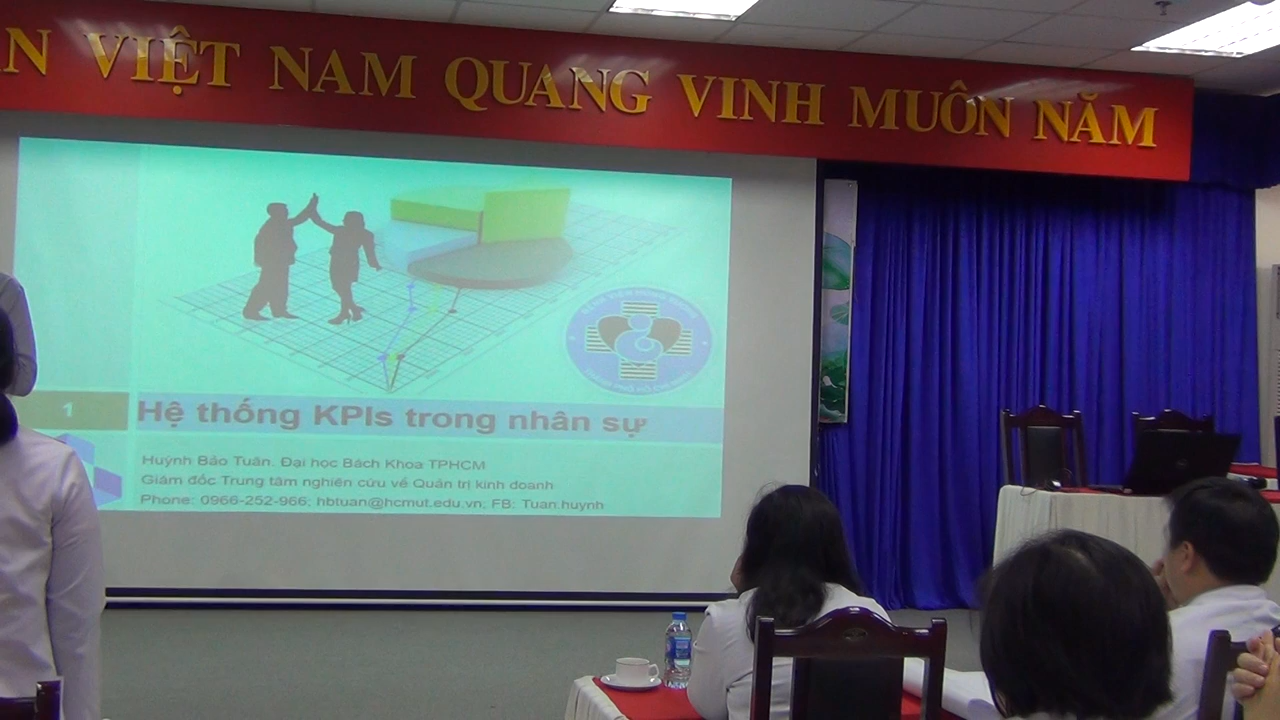 N VIỆT NAM QUANG VINH MUÔN NĂM
1
Hệ thống KPIs trong nhân sự
Huỳnh Bảo Tuân. Đại học Bách Khoa TPHCM
Giám đốc Trung tâm nghiên cứu về Quản trị kinh doanh
Phone: 0966-252-966; hbtuan@hcmut.edu.vn; FB: Tuan.huynh